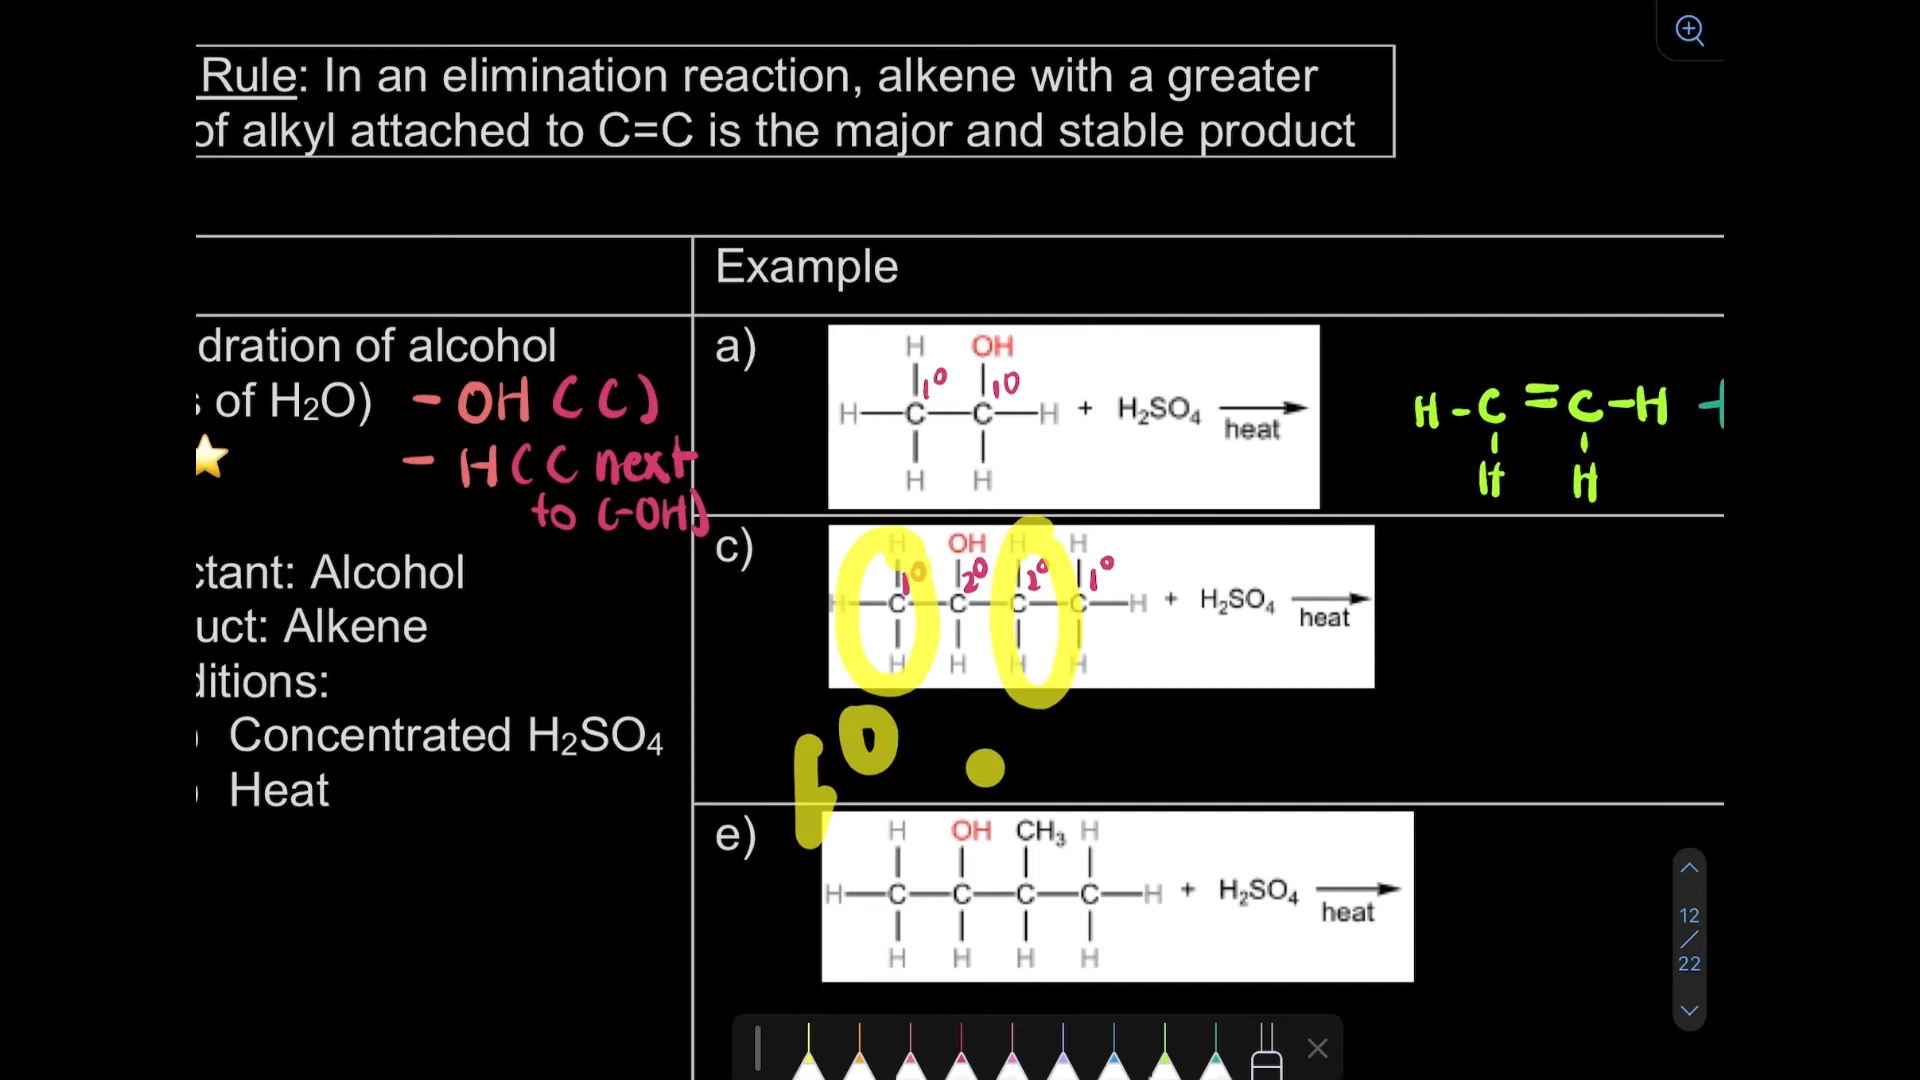 Rule: In an elimination reaction, alkene with a greater
of alkyl attached to C=C is the major and stable product
Example
dration of alcohol
s of H2O) - OH ( C )
- H ( C next
to C-OH)
ctant: Alcohol
uct: Alkene
ditions:
) Concentrated H2SO4
) Heat
a)
H OH
1° 1°
H—C—C—H + H2SO4 heat
H H
H - C = C - H
H H
c)
H OH H H
1° 2° 2° 1°
H—C—C—C—C—H + H2SO4 heat
H H H H
e)
H OH CH3 H
H—C—C—C—C—H + H2SO4 heat
H H H H
12
22